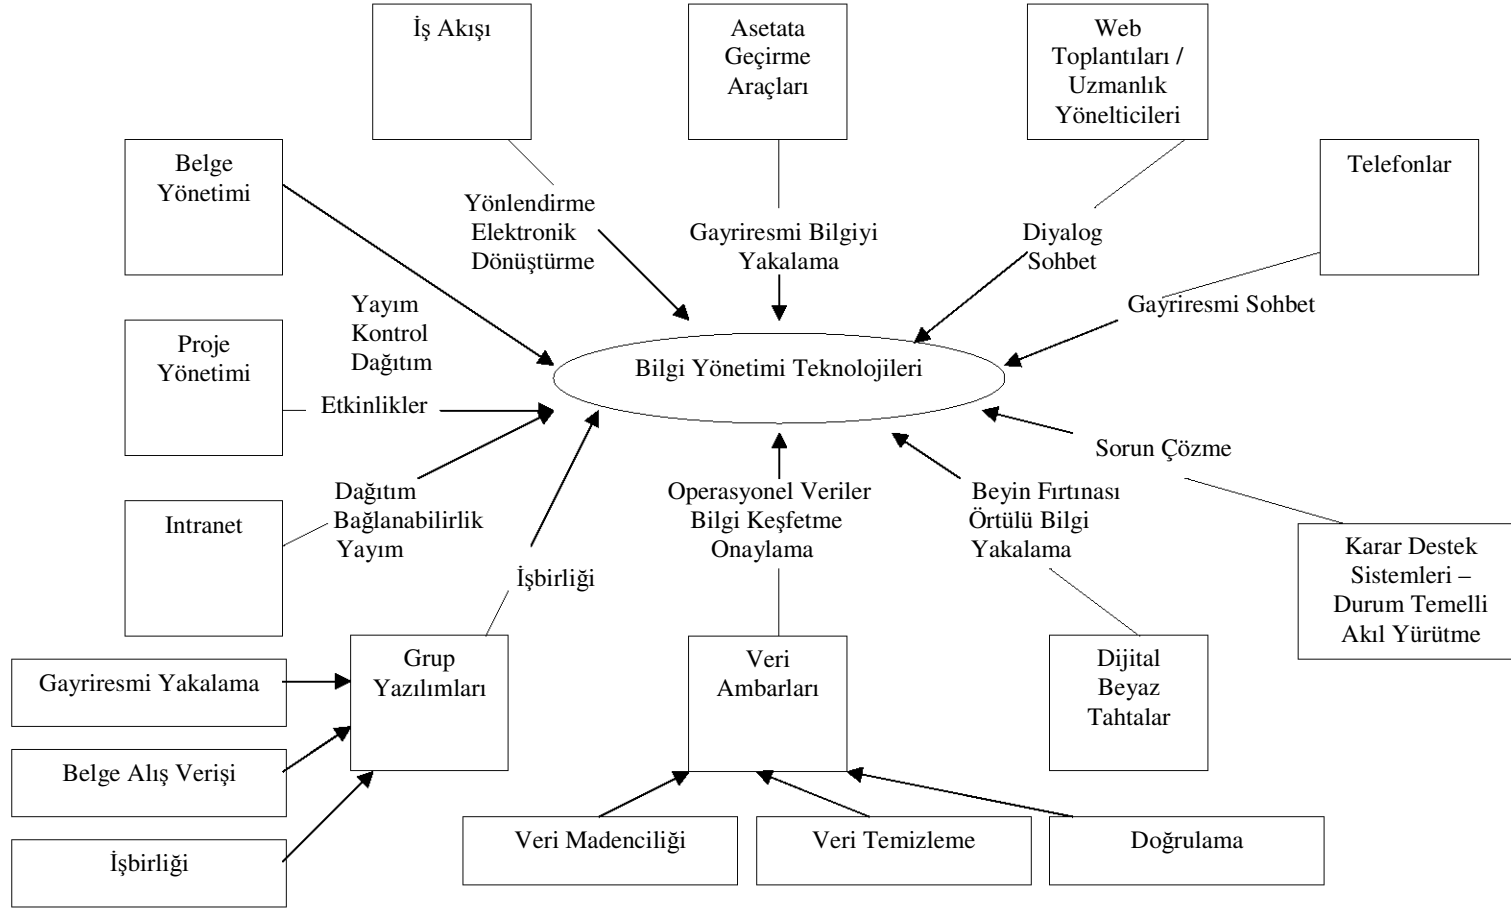 İş Akışı
Asetata
Geçirme
Araçları
Web
Toplantıları /
Uzmanlık
Yönelticileri
Belge
Yönetimi
Telefonlar
Yönlendirme
Elektronik
Dönüştürme
Gayriresmi Bilgiyi
Yakalama
Diyalog
Sohbet
Gayriresmi Sohbet
Yayım
Kontrol
Dağıtım
Proje
Yönetimi
Bilgi Yönetimi Teknolojileri
Etkinlikler
Sorun Çözme
Dağıtım
Bağlanabilirlik
Yayım
Operasyonel Veriler
Bilgi Keşfetme
Onaylama
Beyin Fırtınası
Örtülü Bilgi
Yakalama
Intranet
Karar Destek
Sistemleri –
Durum Temelli
Akıl Yürütme
İşbirliği
Grup
Yazılımları
Veri
Ambarları
Dijital
Beyaz
Tahtalar
Gayriresmi Yakalama
Belge Alış Verişi
İşbirliği
Veri Madenciliği
Veri Temizleme
Doğrulama